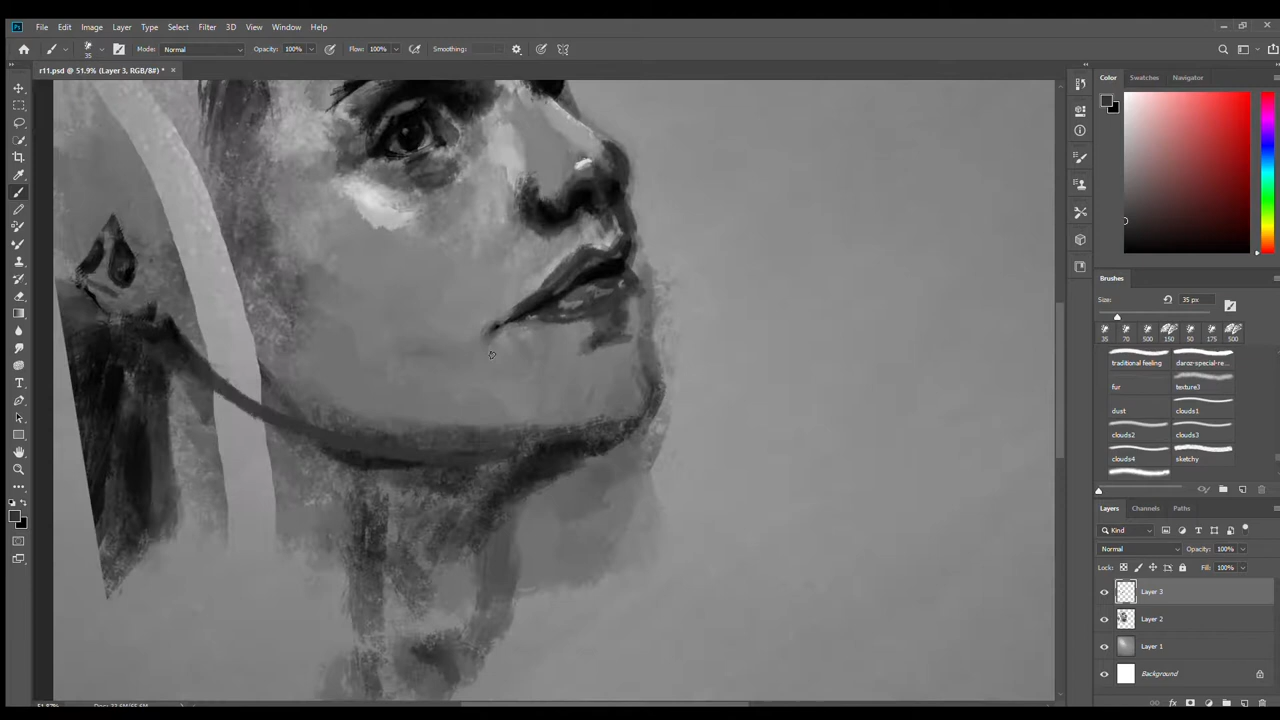 Ps File Edit Image Layer Type Select Filter 3D View Window Help
35 Mode: Normal Opacity: 100% Flow: 100% Smoothing:
r11.psd @ 51.9% (Layer 3, RGB/8#) * ×
Color Swatches Navigator
Brushes
Size: 35 px
35 70 500 150 50 500
traditional feeling daroz-special-re...
fur texture3
dust clouds1
clouds2 clouds3
clouds4 sketchy
Layers Channels Paths
Kind
Normal Opacity: 100%
Lock: Fill: 100%
Layer 3
Layer 2
Layer 1
Background